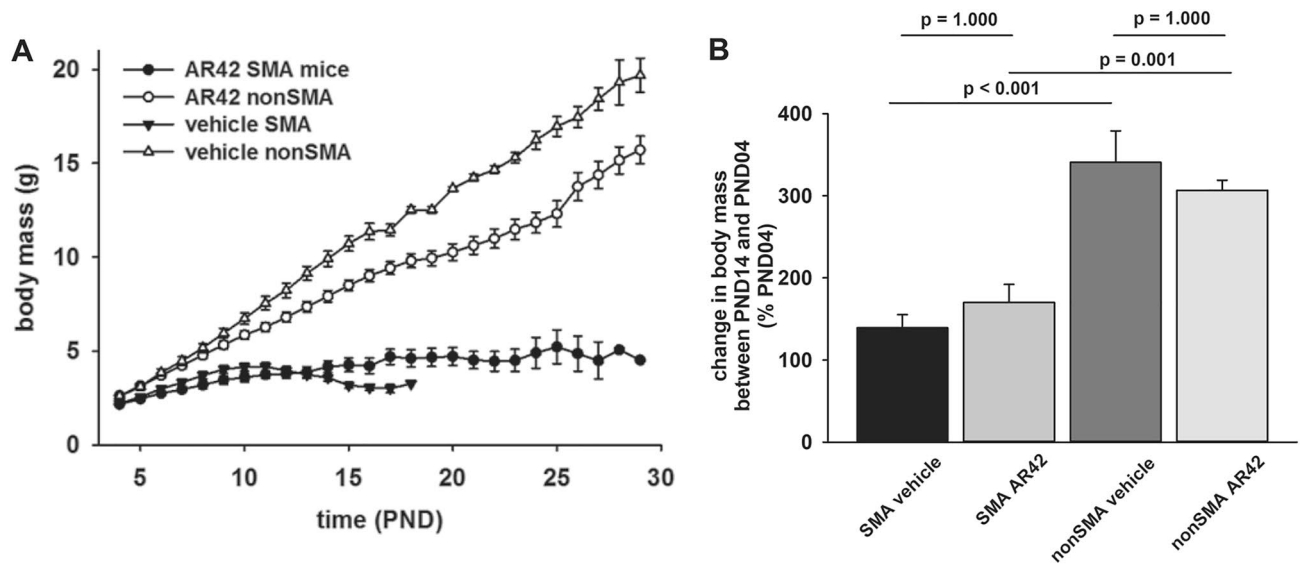 A
AR42 SMA mice
AR42 nonSMA
vehicle SMA
vehicle nonSMA
body mass (g)
20
15
10
5
0
5
10
15
20
25
30
time (PND)
B
p = 1.000
p = 1.000
p = 0.001
p < 0.001
change in body mass
between PND14 and PND04
(% PND04)
400
300
200
100
0
SMA vehicle
SMA AR42
nonSMA vehicle
nonSMA AR42